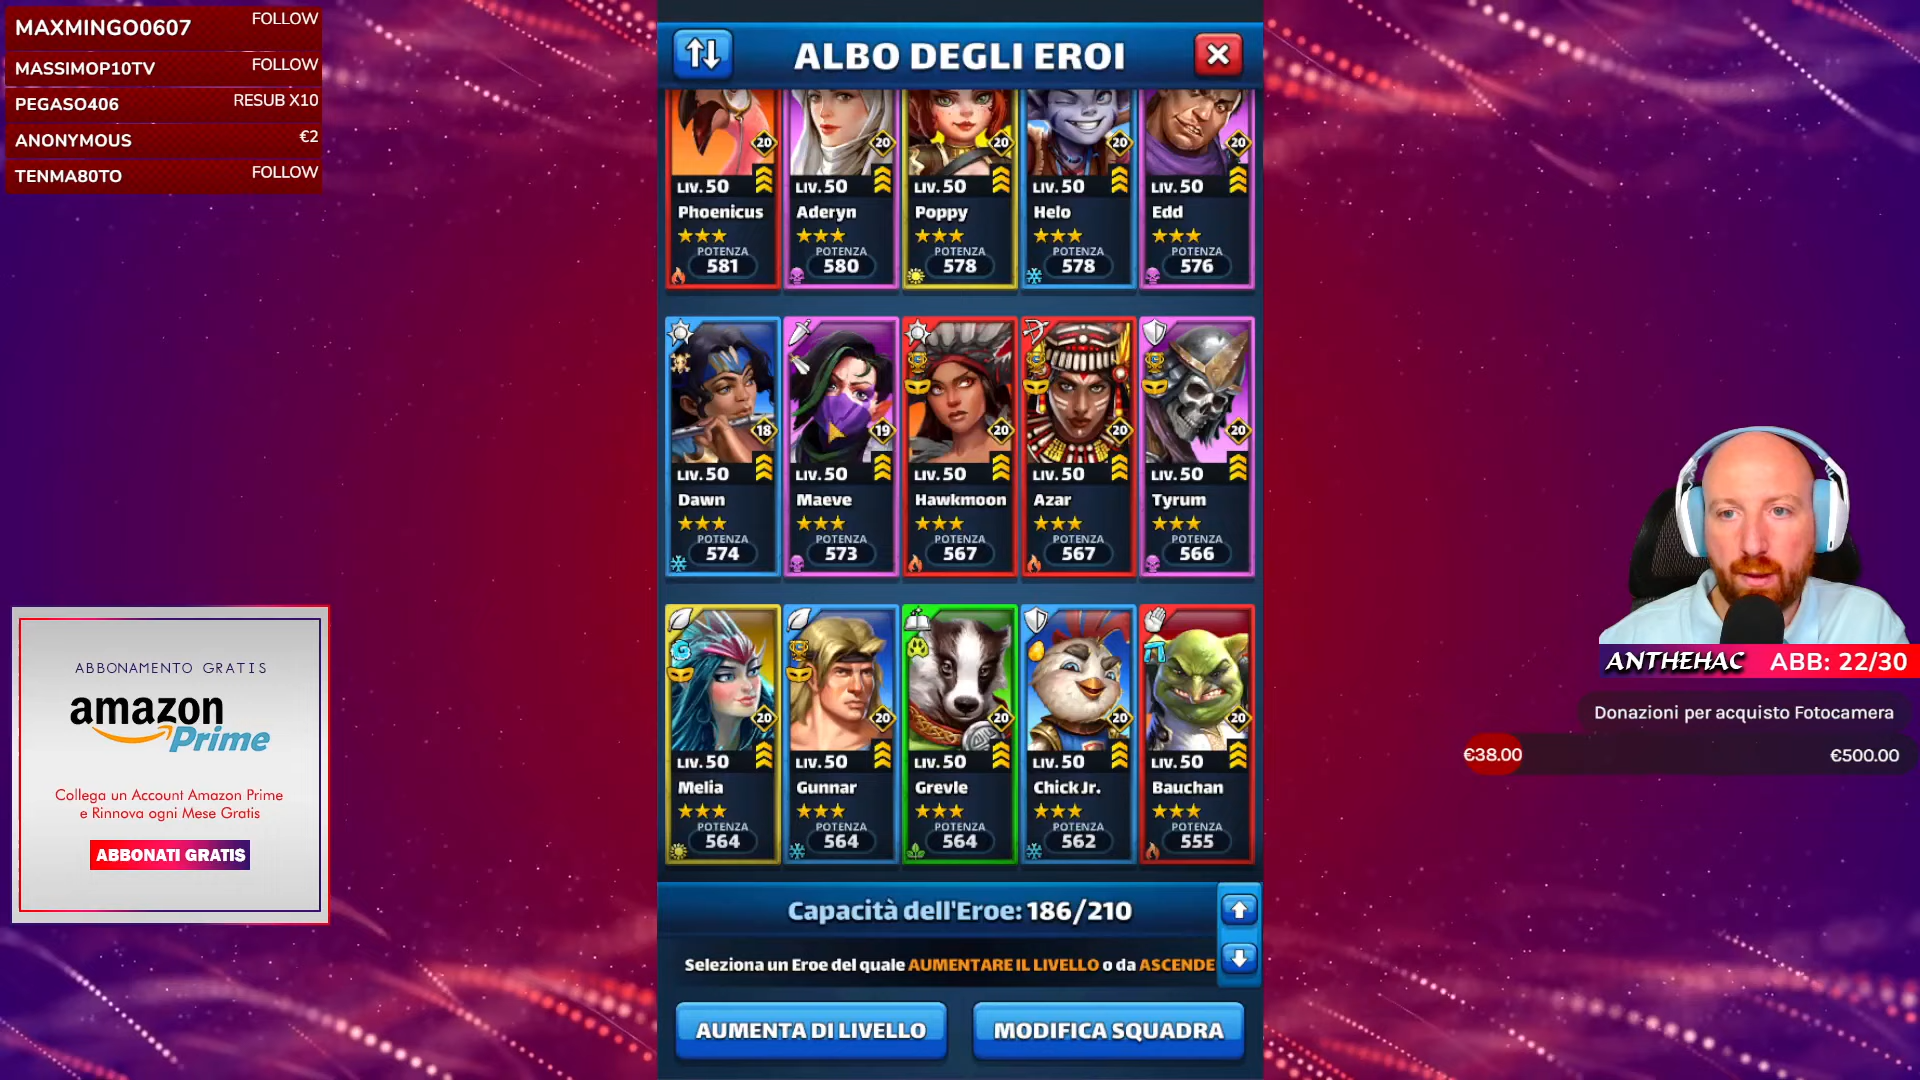 MAXMINGO0607 FOLLOW
MASSIMOP10TV FOLLOW
PEGASO406 RESUB X10
ANONYMOUS €2
TENMA80TO FOLLOW
ALBO DEGLI EROI
20 20 20 20 20
LIV. 50 LIV. 50 LIV. 50 LIV. 50 LIV. 50
Phoenicus Aderyn Poppy Helo Edd
POTENZA POTENZA POTENZA POTENZA POTENZA
581 580 578 578 576
18 19 20 20 20
LIV. 50 LIV. 50 LIV. 50 LIV. 50 LIV. 50
Dawn Maeve Hawkmoon Azar Tyrum
POTENZA POTENZA POTENZA POTENZA POTENZA
574 573 567 567 566
20 20 20 20 20
LIV. 50 LIV. 50 LIV. 50 LIV. 50 LIV. 50
Melia Gunnar Grevle Chick Jr. Bauchan
POTENZA POTENZA POTENZA POTENZA POTENZA
564 564 564 562 555
Capacità dell'Eroe: 186/210
Seleziona un Eroe del quale AUMENTARE IL LIVELLO o da ASCENDE
AUMENTA DI LIVELLO MODIFICA SQUADRA
ABBONAMENTO GRATIS
amazon
Prime
Collega un Account Amazon Prime
e Rinnova ogni Mese Gratis
ABBONATI GRATIS
ANTHEHAC ABB: 22/30
Donazioni per acquisto Fotocamera
€38.00 €500.00